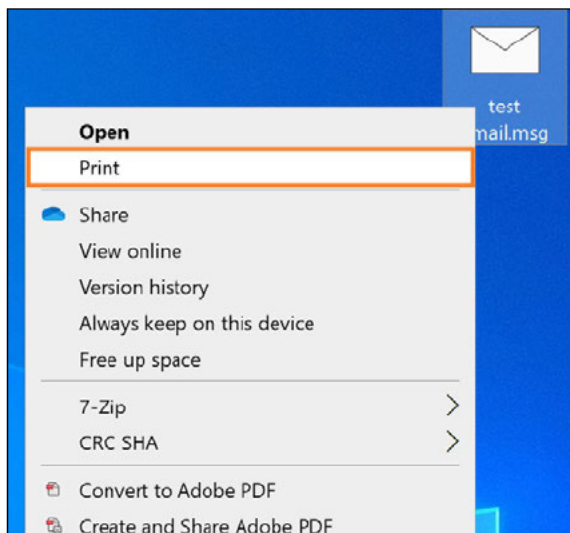 test
mail.msg
Open
Print
Share
View online
Version history
Always keep on this device
Free up space
7-Zip
CRC SHA
Convert to Adobe PDF
Create and Share Adobe PDF